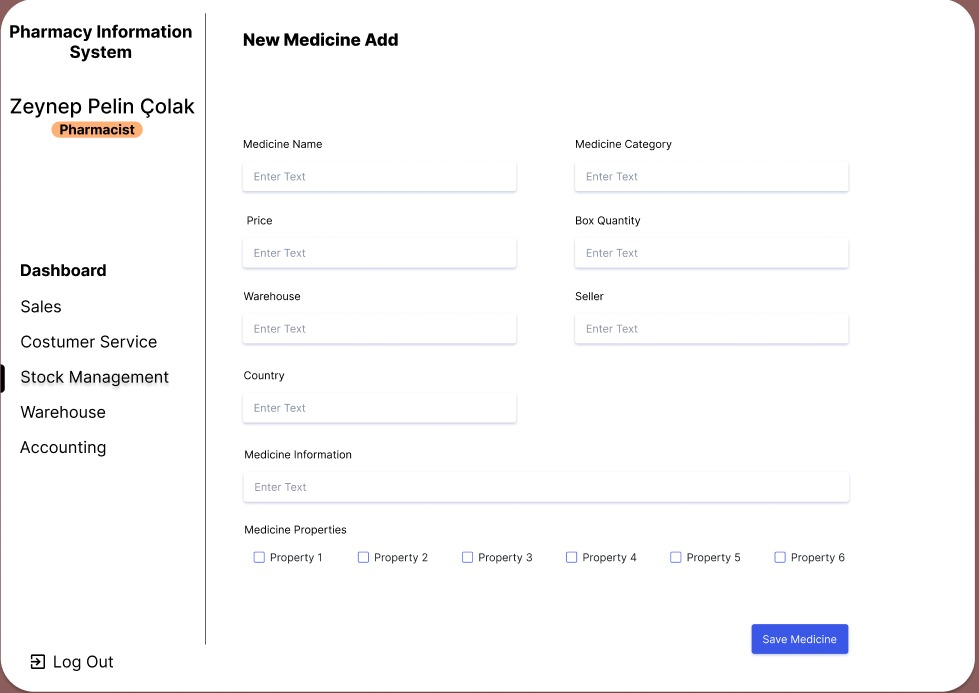 Pharmacy Information
System
Zeynep Pelin Çolak
Pharmacist
Dashboard
Sales
Costumer Service
Stock Management
Warehouse
Accounting
Log Out
New Medicine Add
Medicine Name
Enter Text
Medicine Category
Enter Text
Price
Enter Text
Box Quantity
Enter Text
Warehouse
Enter Text
Seller
Enter Text
Country
Enter Text
Medicine Information
Enter Text
Medicine Properties
Property 1
Property 2
Property 3
Property 4
Property 5
Property 6
Save Medicine